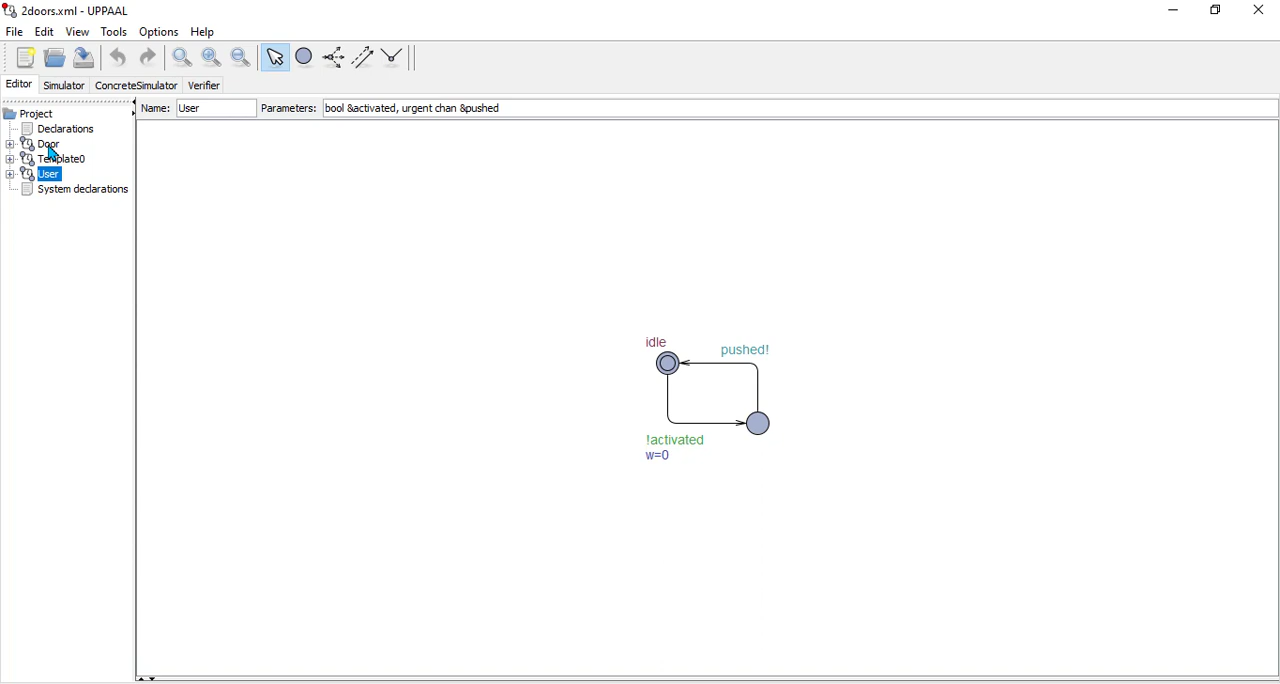 2doors.xml - UPPAAL
File Edit View Tools Options Help
Editor Simulator ConcreteSimulator Verifier
Project
Declarations
Door
Template0
User
System declarations
Name: User Parameters: bool &activated, urgent chan &pushed
idle
pushed!
!activated
w=0